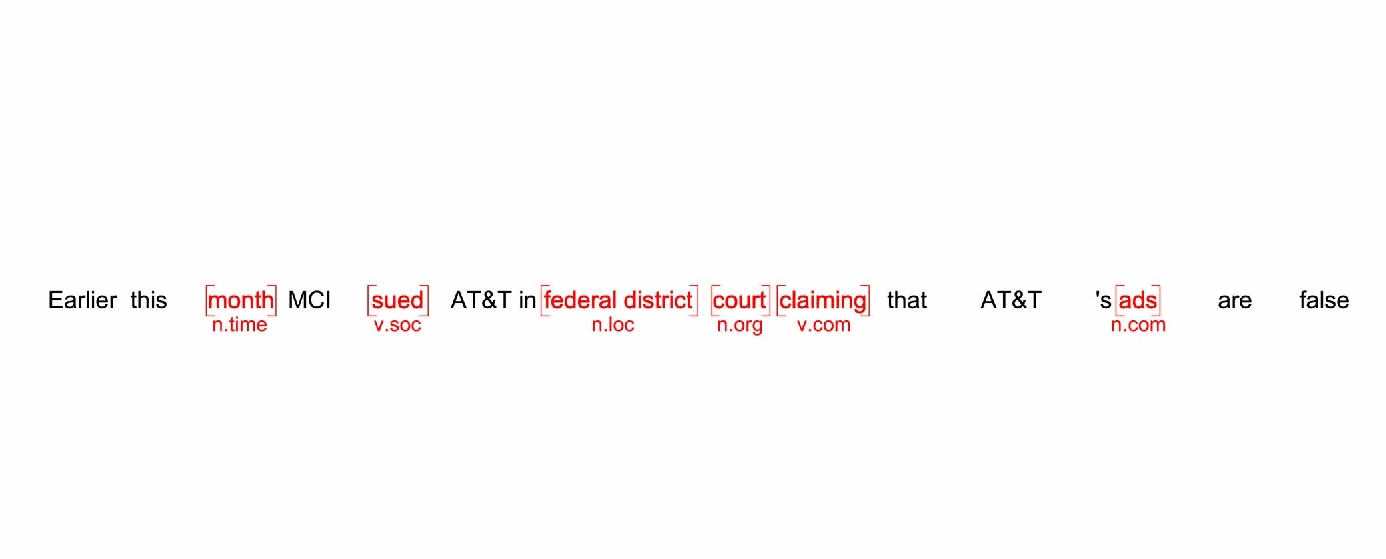 Earlier this [month] MCI [sued] AT&T in [federal district] [court] [claiming] that AT&T 's [ads] are false
n.time v.soc n.loc n.org v.com n.com